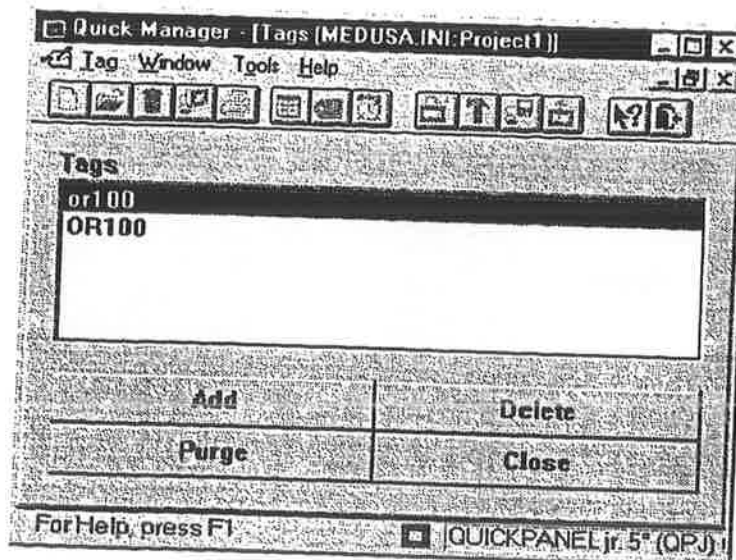 Quick Manager - [Tags (MEDUSA.INI:Project1)]
Tag Window Tools Help
Tags
or100
OR100
Add Delete
Purge Close
For Help, press F1 QUICKPANEL jr. 5" (QPJ)